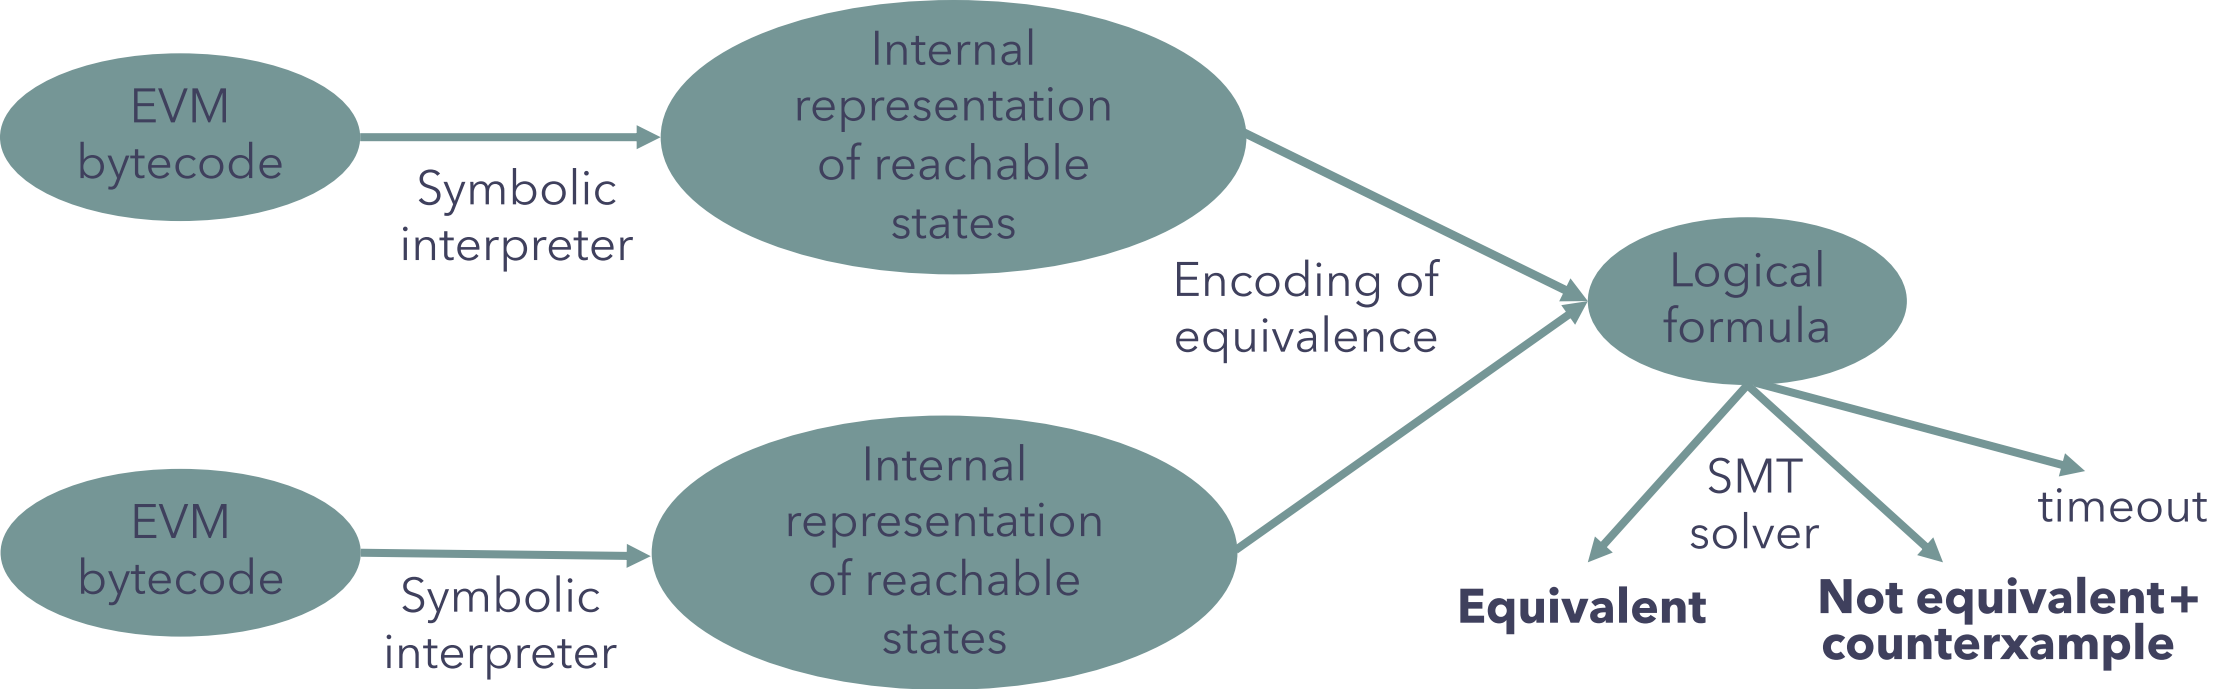 EVM
bytecode
Symbolic
interpreter
Internal
representation
of reachable
states
Encoding of
equivalence
Logical
formula
EVM
bytecode
Symbolic
interpreter
Internal
representation
of reachable
states
SMT
solver
timeout
Equivalent
Not equivalent+
counterxample